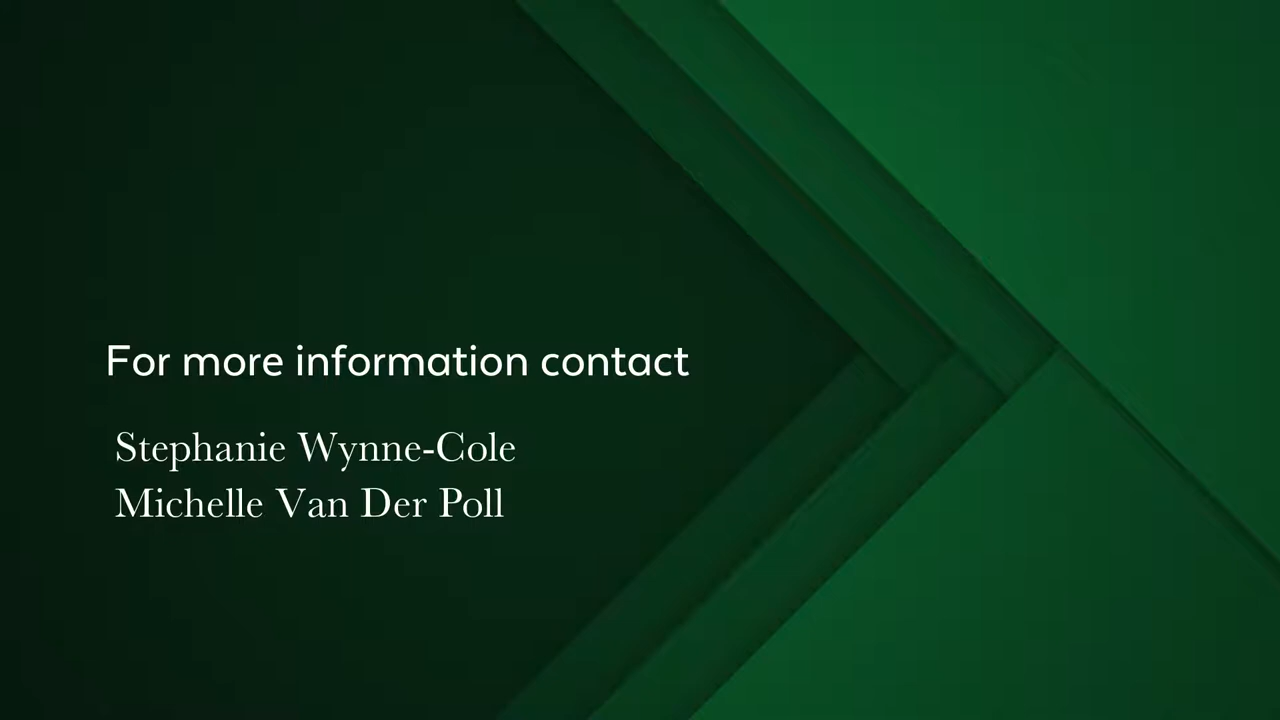 For more information contact
Stephanie Wynne-Cole
Michelle Van Der Poll